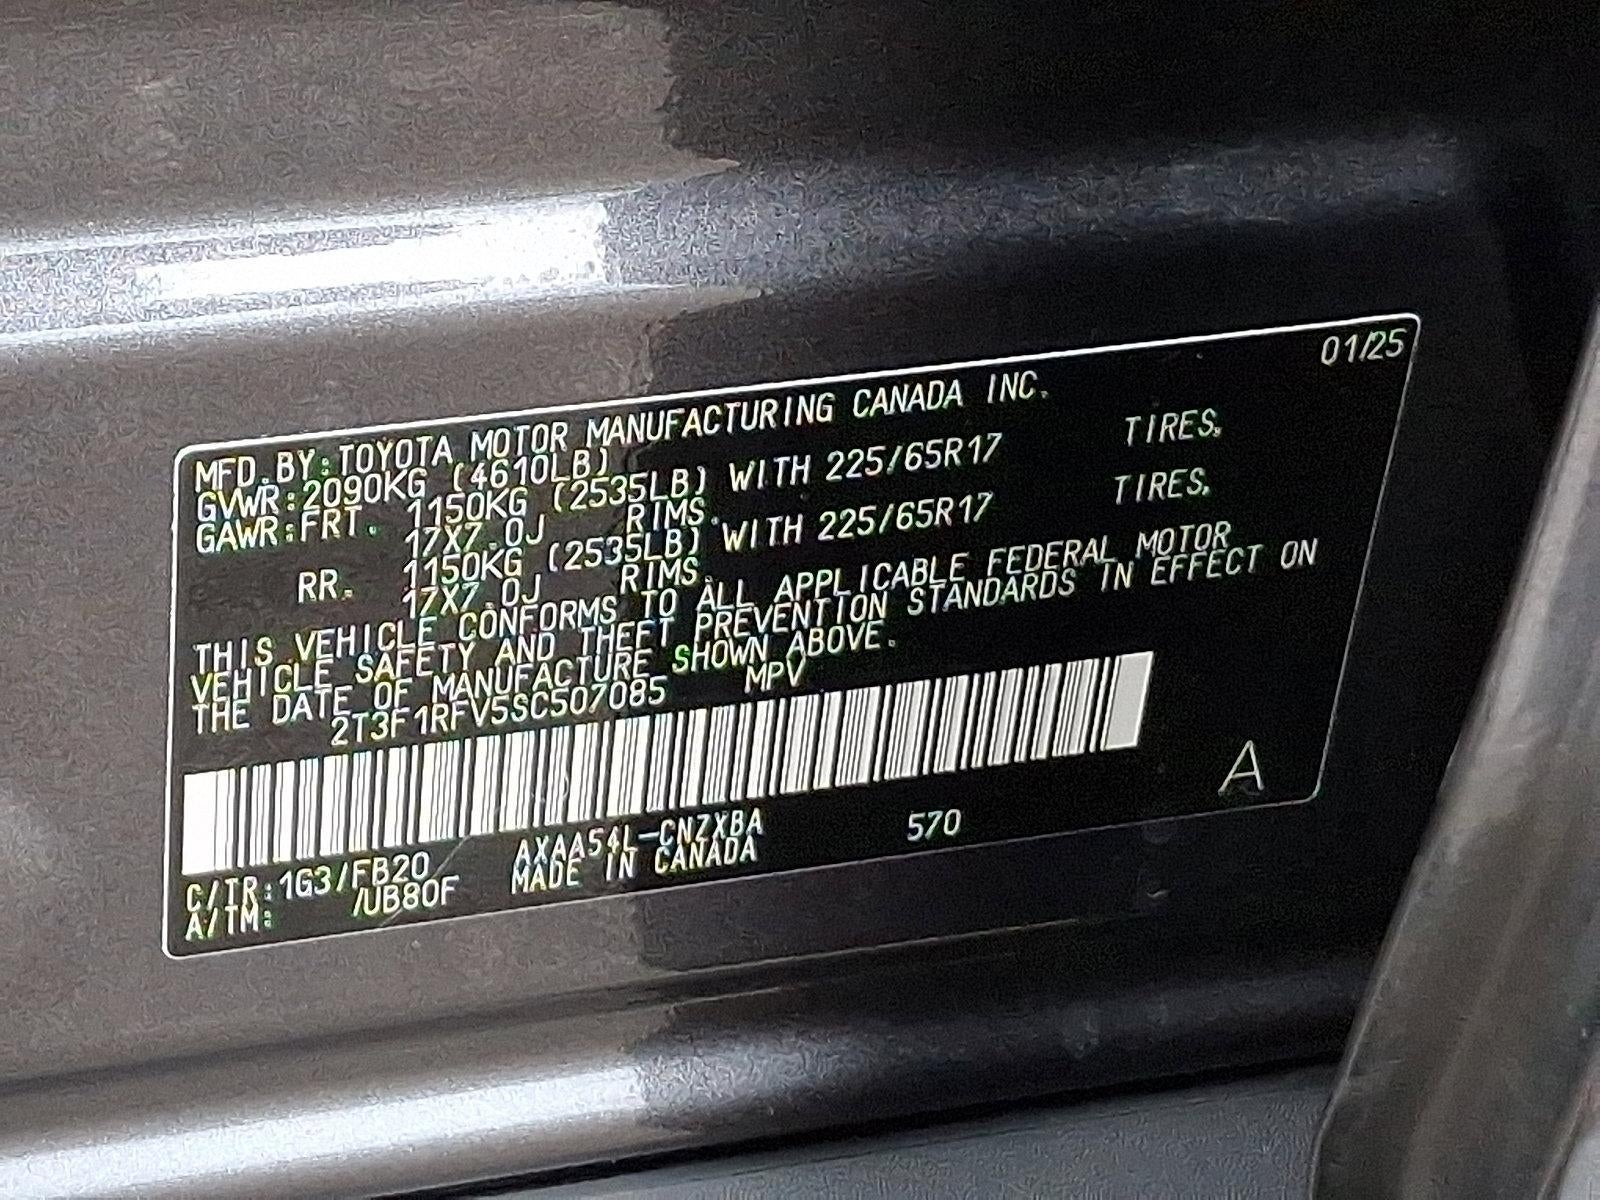 01/25
MFD.BY:TOYOTA MOTOR MANUFACTURING CANADA INC.
GVWR:2090KG (4610LB)
GAWR:FRT. 1150KG (2535LB) WITH 225/65R17 TIRES,
17X7.0J RIMS.
RR. 1150KG (2535LB) WITH 225/65R17 TIRES,
17X7.0J RIMS.
THIS VEHICLE CONFORMS TO ALL APPLICABLE FEDERAL MOTOR
VEHICLE SAFETY AND THEFT PREVENTION STANDARDS IN EFFECT ON
THE DATE OF MANUFACTURE SHOWN ABOVE.
2T3F1RFV5SC507085 MPV
A
C/TR:1G3/FB20 AXAA54L-CNZXBA 570
A/TM: /UB80F MADE IN CANADA